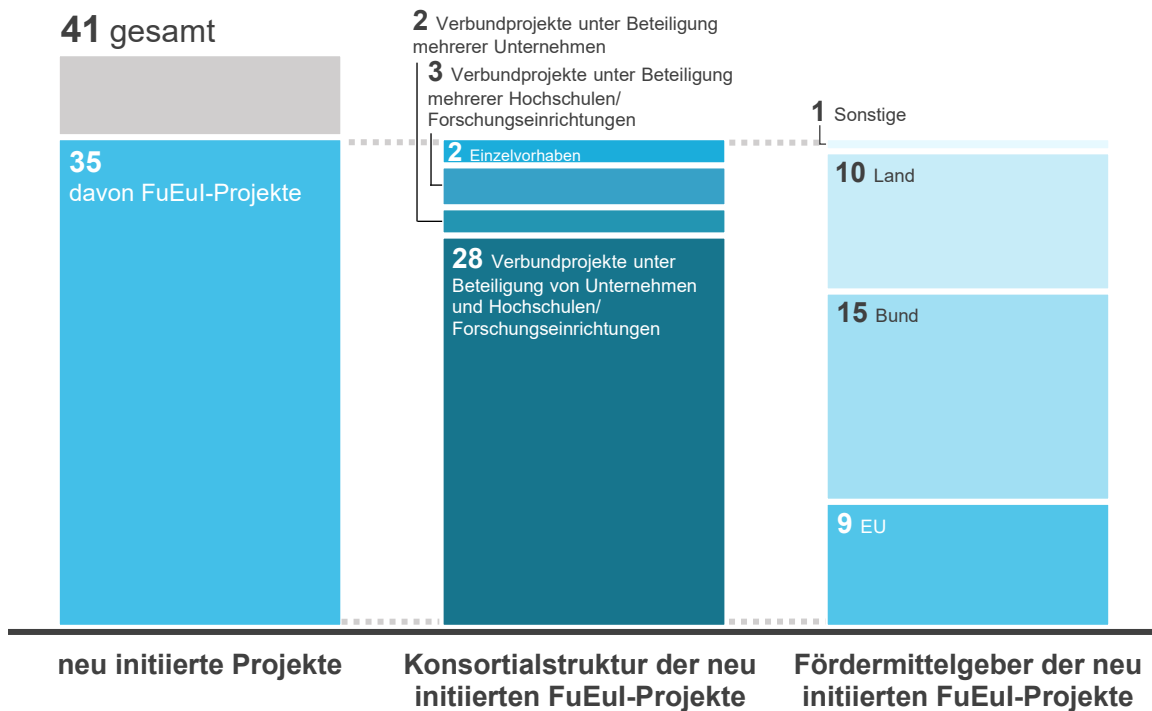 41 gesamt
35
davon FuEuI-Projekte
neu initiierte Projekte
2 Verbundprojekte unter Beteiligung
mehrerer Unternehmen
3 Verbundprojekte unter Beteiligung
mehrerer Hochschulen/
Forschungseinrichtungen
2 Einzelvorhaben
28 Verbundprojekte unter
Beteiligung von Unternehmen
und Hochschulen/
Forschungseinrichtungen
Konsortialstruktur der neu
initiierten FuEuI-Projekte
1 Sonstige
10 Land
15 Bund
9 EU
Fördermittelgeber der neu
initiierten FuEuI-Projekte